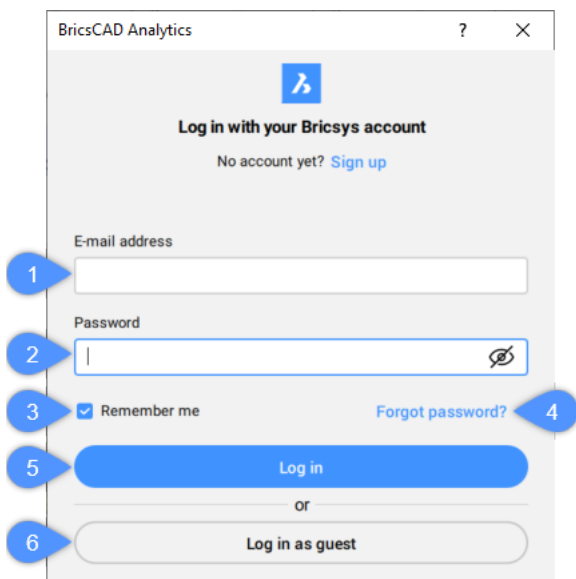 BricsCAD Analytics ? ×
Log in with your Bricsys account
No account yet? Sign up
E-mail address
1
Password
2
3 Remember me Forgot password? 4
5 Log in
or
6 Log in as guest